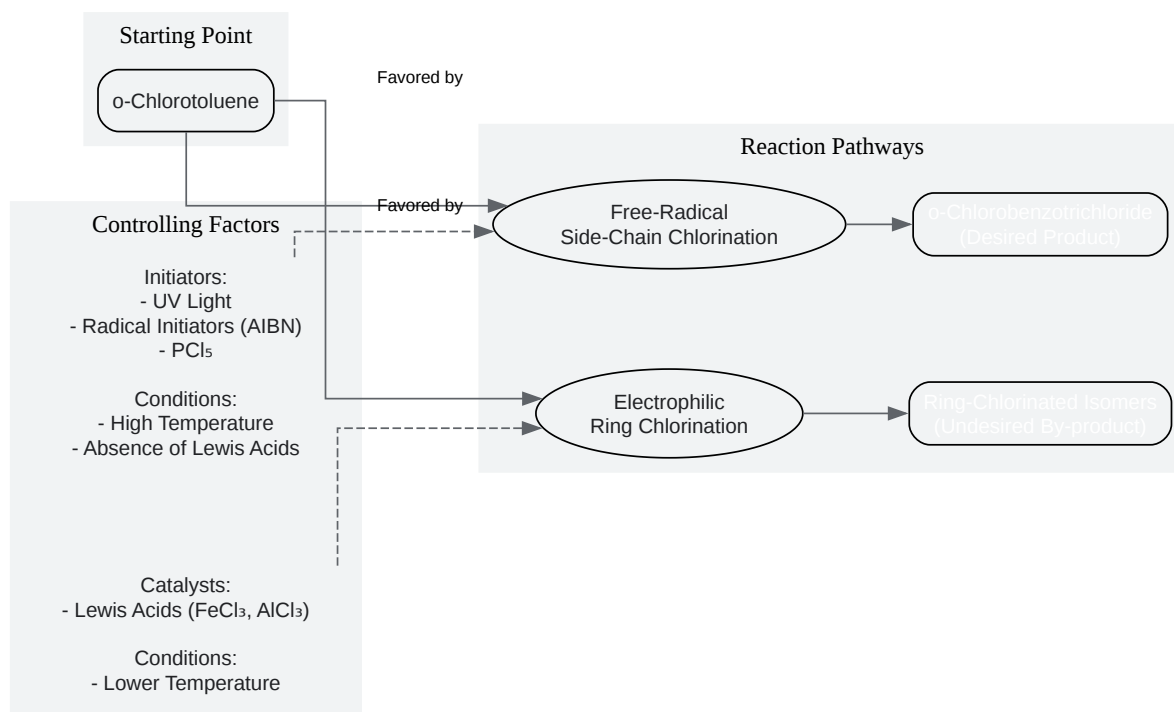 Starting Point
o-Chlorotoluene
Favored by
Reaction Pathways
Favored by
Controlling Factors
Free-Radical
Side-Chain Chlorination
o-Chlorobenzotrichloride
(Desired Product)
Initiators:
- UV Light
- Radical Initiators (AIBN)
- PCl₅
Conditions:
- High Temperature
- Absence of Lewis Acids
Electrophilic
Ring Chlorination
Ring-Chlorinated Isomers
(Undesired By-product)
Catalysts:
- Lewis Acids (FeCl₃, AlCl₃)
Conditions:
- Lower Temperature